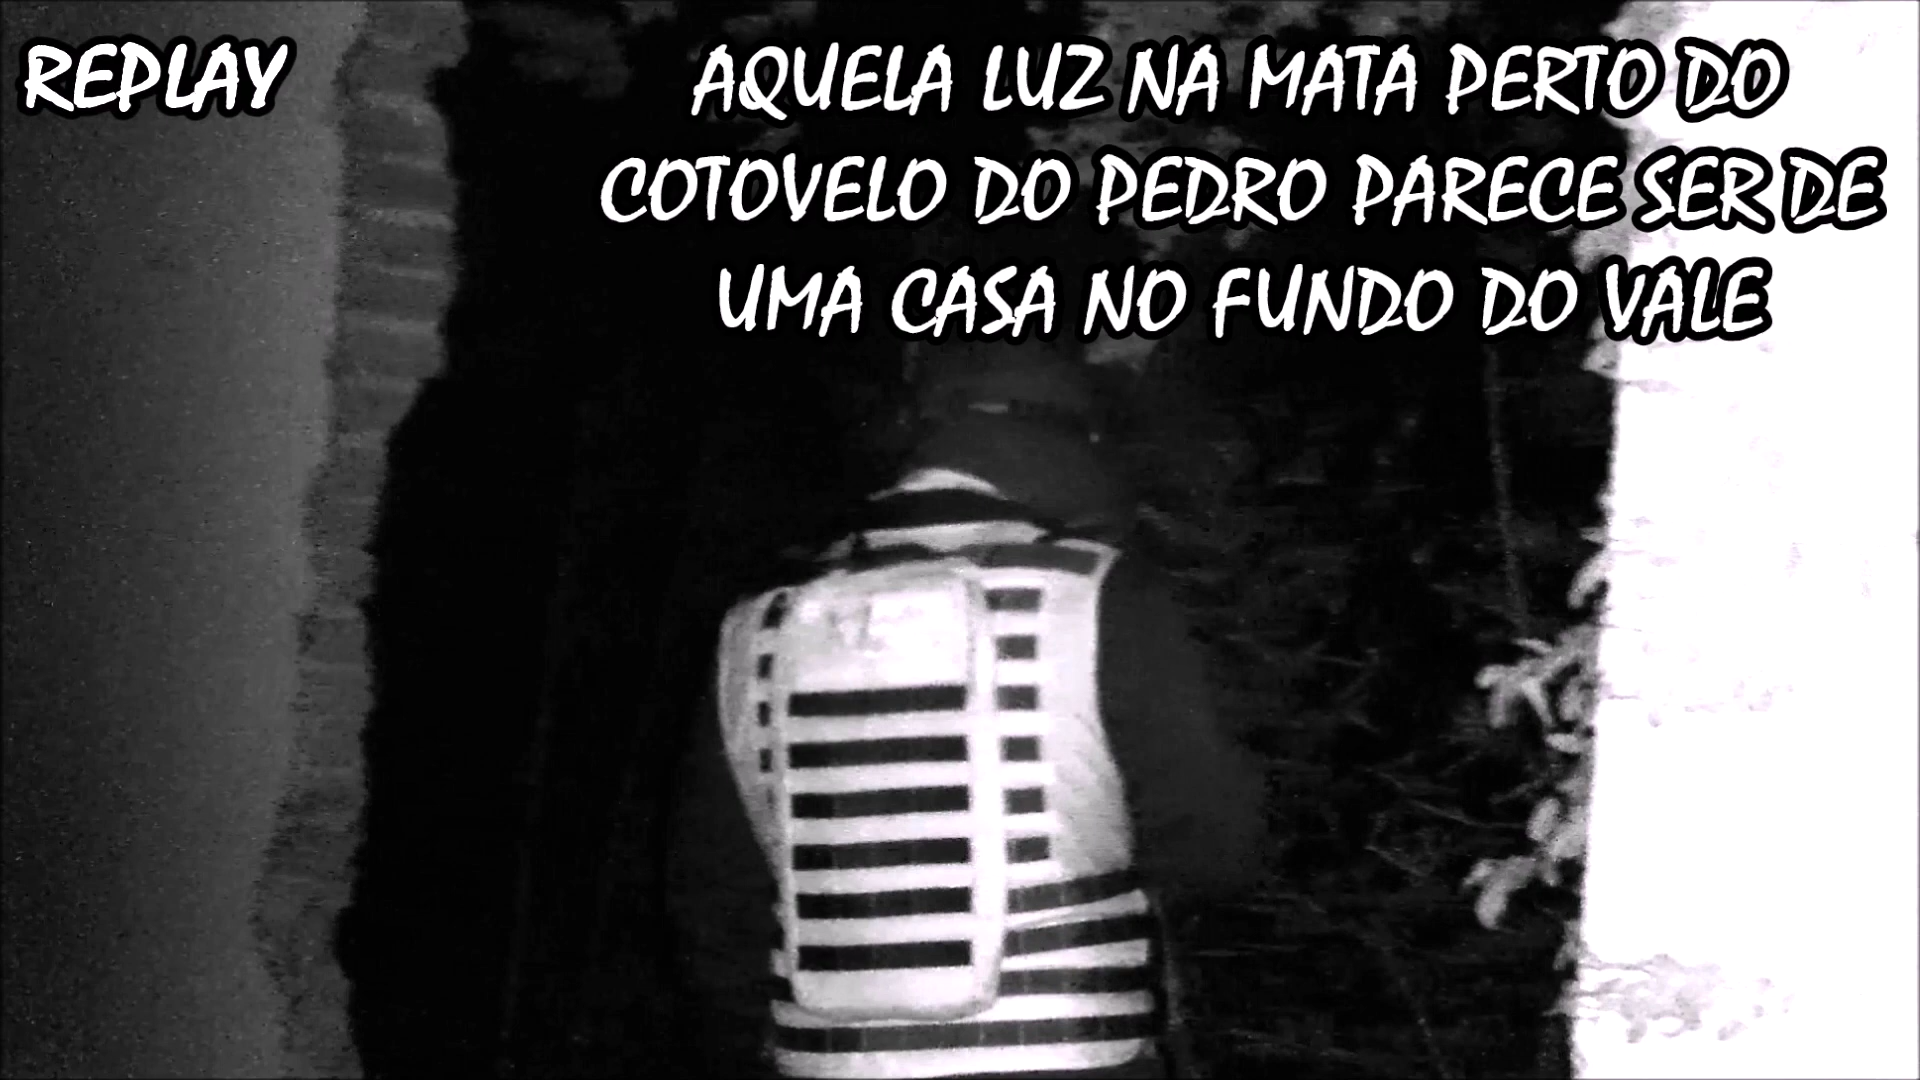 REPLAY
AQUELA LUZ NA MATA PERTO DO
COTOVELO DO PEDRO PARECE SER DE
UMA CASA NO FUNDO DO VALE